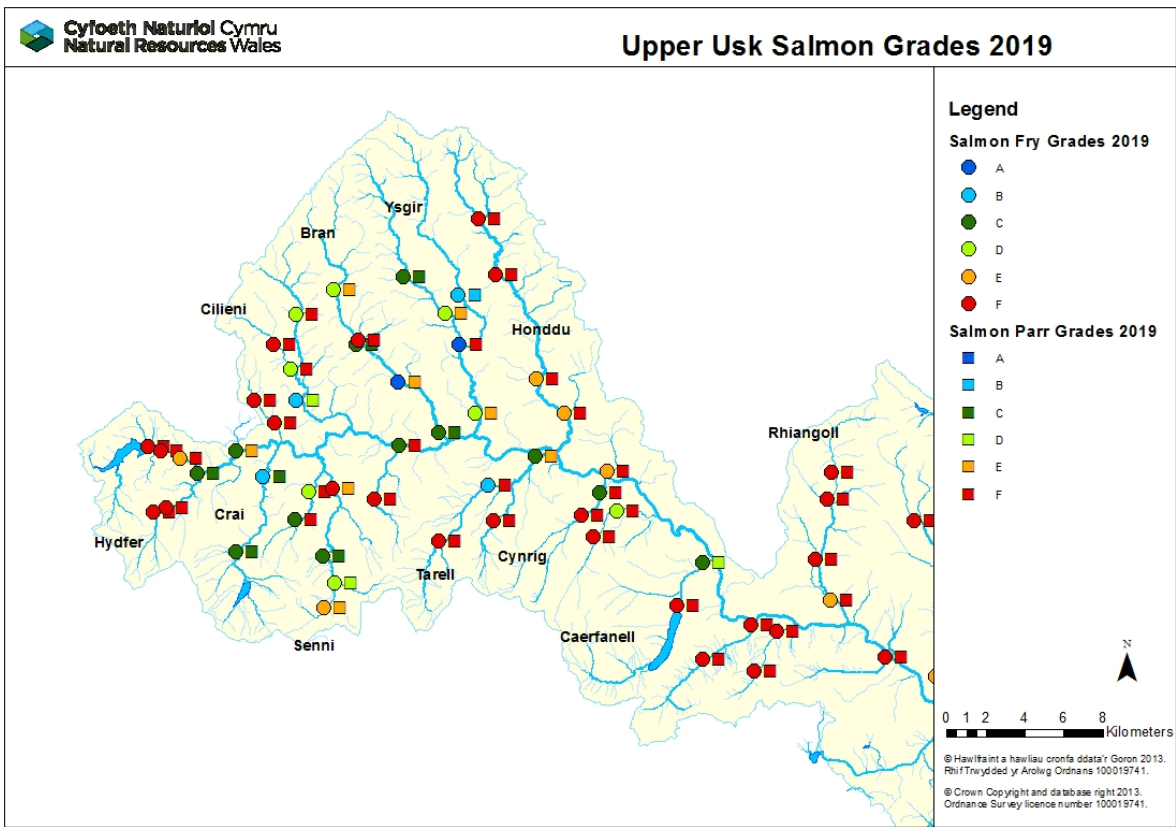 Cyfoeth Naturiol Cymru
Natural Resources Wales
Upper Usk Salmon Grades 2019
Legend
Salmon Fry Grades 2019
A
B
C
D
E
F
Salmon Parr Grades 2019
A
B
C
D
E
F
Ysgir
Bran
Cilieni
Honddu
Rhiangoll
Crai
Hydfer
Cynrig
Tarell
Caerfanell
Senni
N
0 1 2 4 6 8
Kilometers
© Hawlfraint a hawliau cronfa ddata'r Goron 2013.
Rhif Trwydded yr Arolwg Ordnans 100019741.
© Crown Copyright and database right 2013.
Ordnance Survey licence number 100019741.